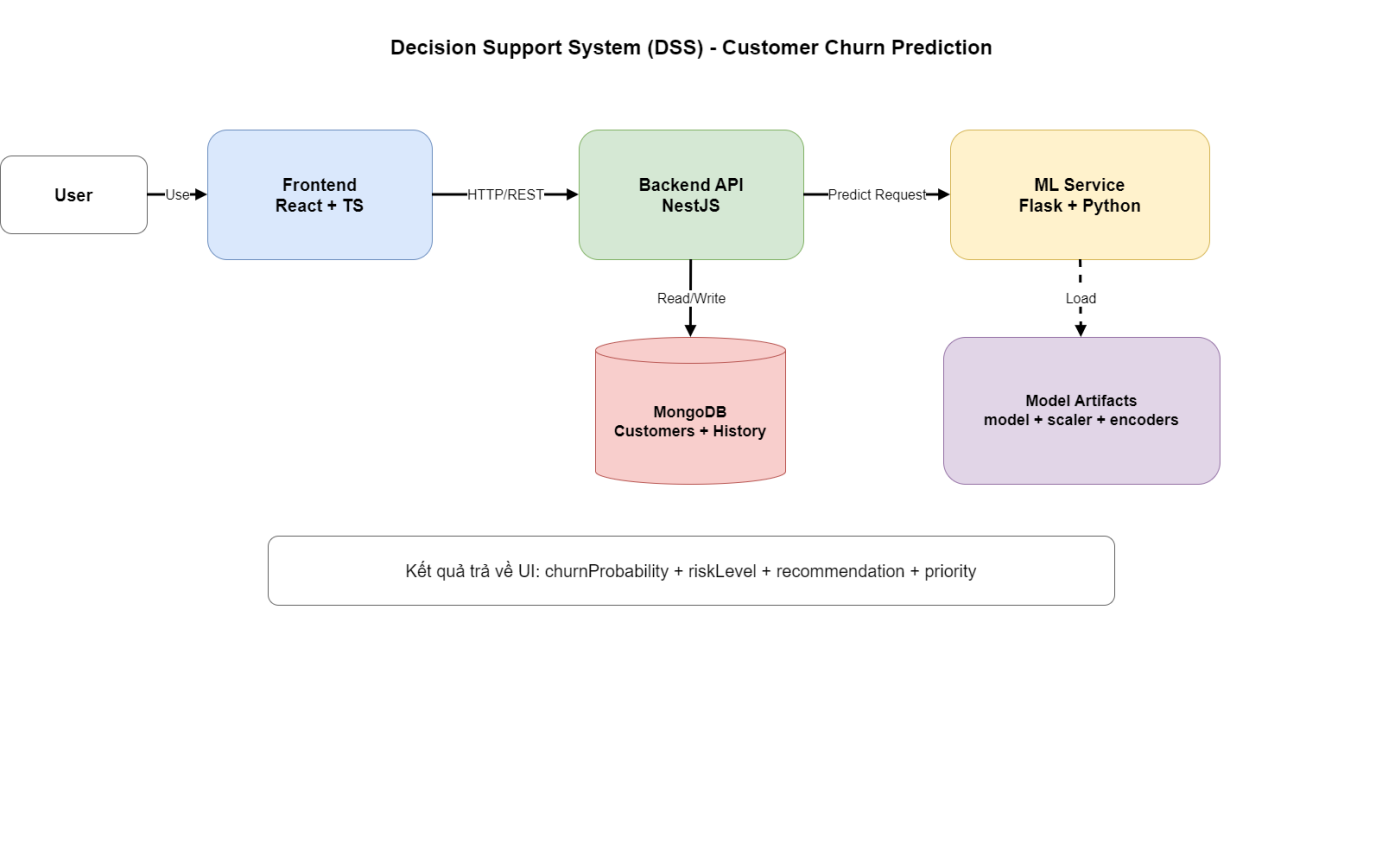 Decision Support System (DSS) - Customer Churn Prediction
User
Use
Frontend
React + TS
HTTP/REST
Backend API
NestJS
Predict Request
ML Service
Flask + Python
Read/Write
Load
MongoDB
Customers + History
Model Artifacts
model + scaler + encoders
Kết quả trả về UI: churnProbability + riskLevel + recommendation + priority